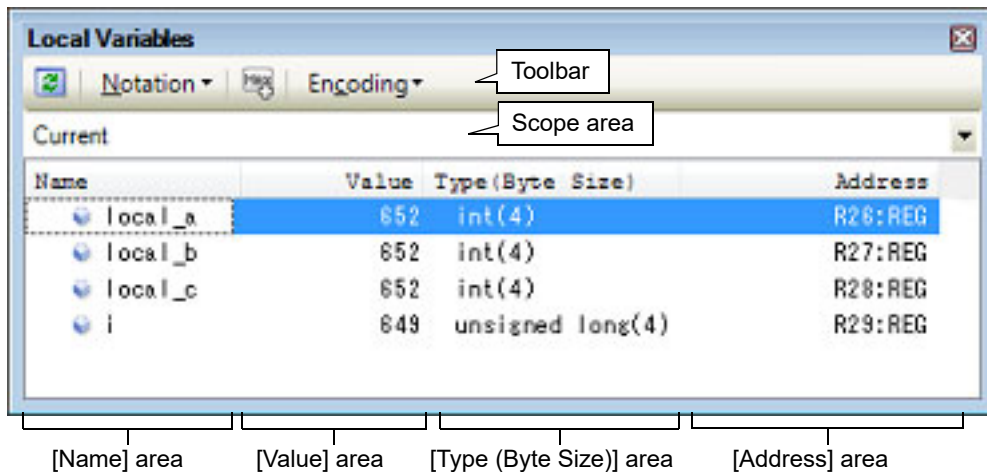 Local Variables
Notation Hex Encoding Toolbar
Current Scope area
Name Value Type(Byte Size) Address
local_a 652 int(4) R26:REG
local_b 652 int(4) R27:REG
local_c 652 int(4) R28:REG
i 649 unsigned long(4) R29:REG
[Name] area [Value] area [Type (Byte Size)] area [Address] area